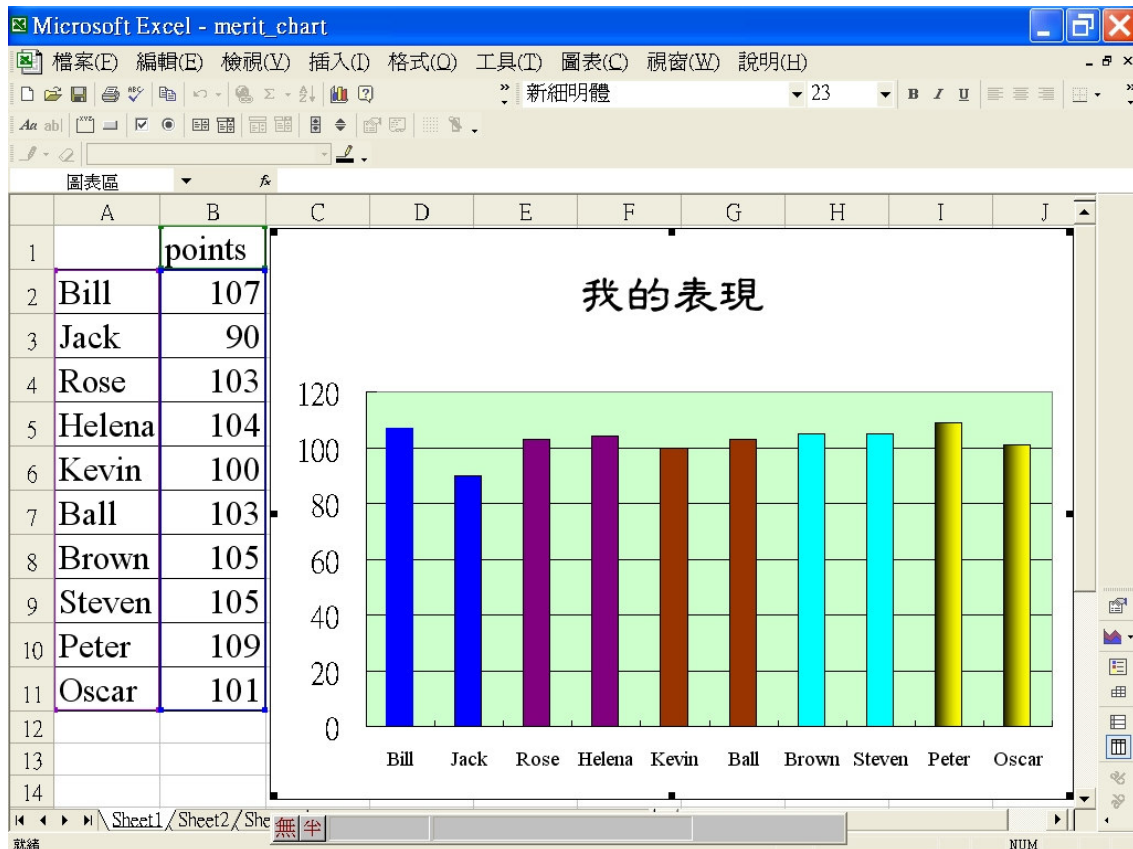 Microsoft Excel - merit_chart
檔案(F) 編輯(E) 檢視(V) 插入(I) 格式(O) 工具(T) 圖表(C) 視窗(W) 說明(H)
新細明體 23 B I U
圖表區 fx
A B C D E F G H I J
1 points
2 Bill 107
3 Jack 90
4 Rose 103
5 Helena 104
6 Kevin 100
7 Ball 103
8 Brown 105
9 Steven 105
10 Peter 109
11 Oscar 101
12
13
14
我的表現
120
100
80
60
40
20
0
Bill Jack Rose Helena Kevin Ball Brown Steven Peter Oscar
Sheet1 Sheet2 She
無 半
就緒 NUM